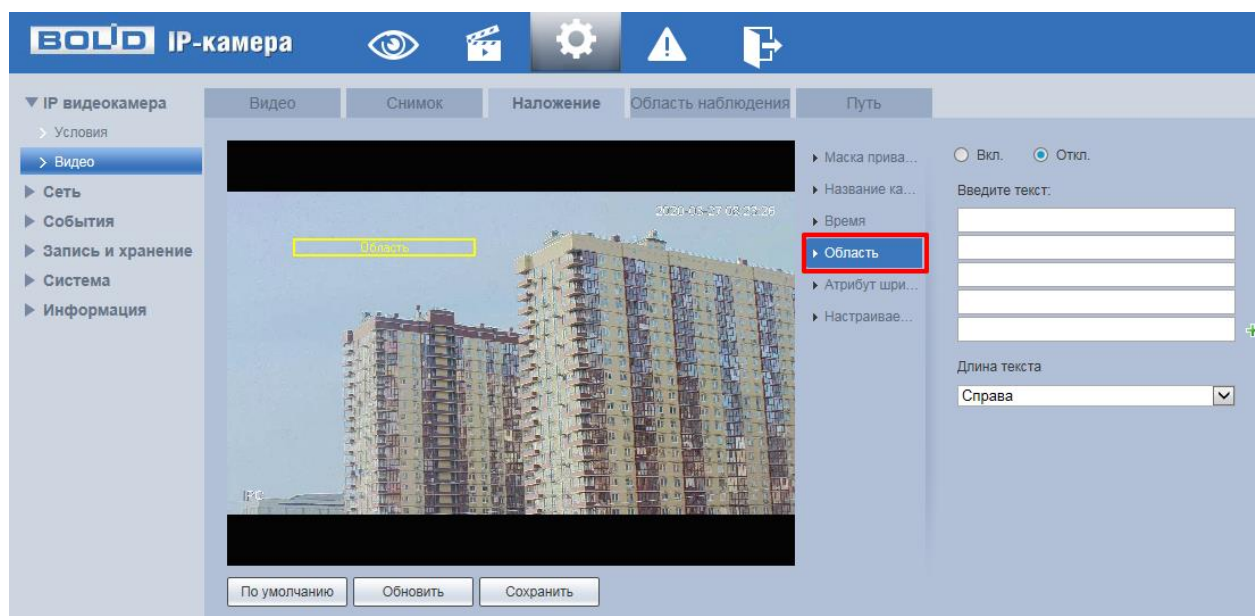 BOLID IP-камера
IP видеокамера
Условия
Видео
Сеть
События
Запись и хранение
Система
Информация
Видео
Снимок
Наложение
Область наблюдения
Путь
Область
IPC
Маска прива...
Название ка...
Время
Область
Атрибут шри...
Настраивае...
Вкл.
Откл.
Введите текст:
Длина текста
Справа
По умолчанию
Обновить
Сохранить